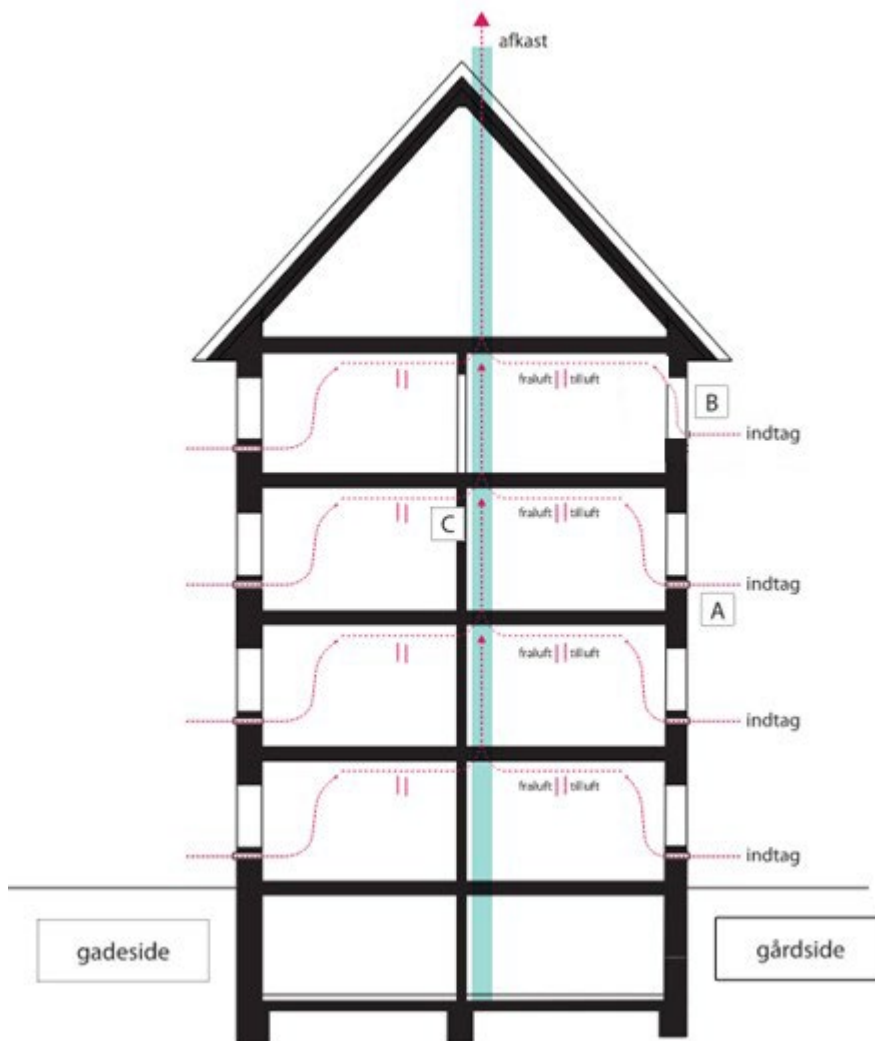 afkast
fraluft tilluft
B
indtag
C
fraluft tilluft
indtag
A
fraluft tilluft
indtag
fraluft tilluft
indtag
gadeside
gårdside